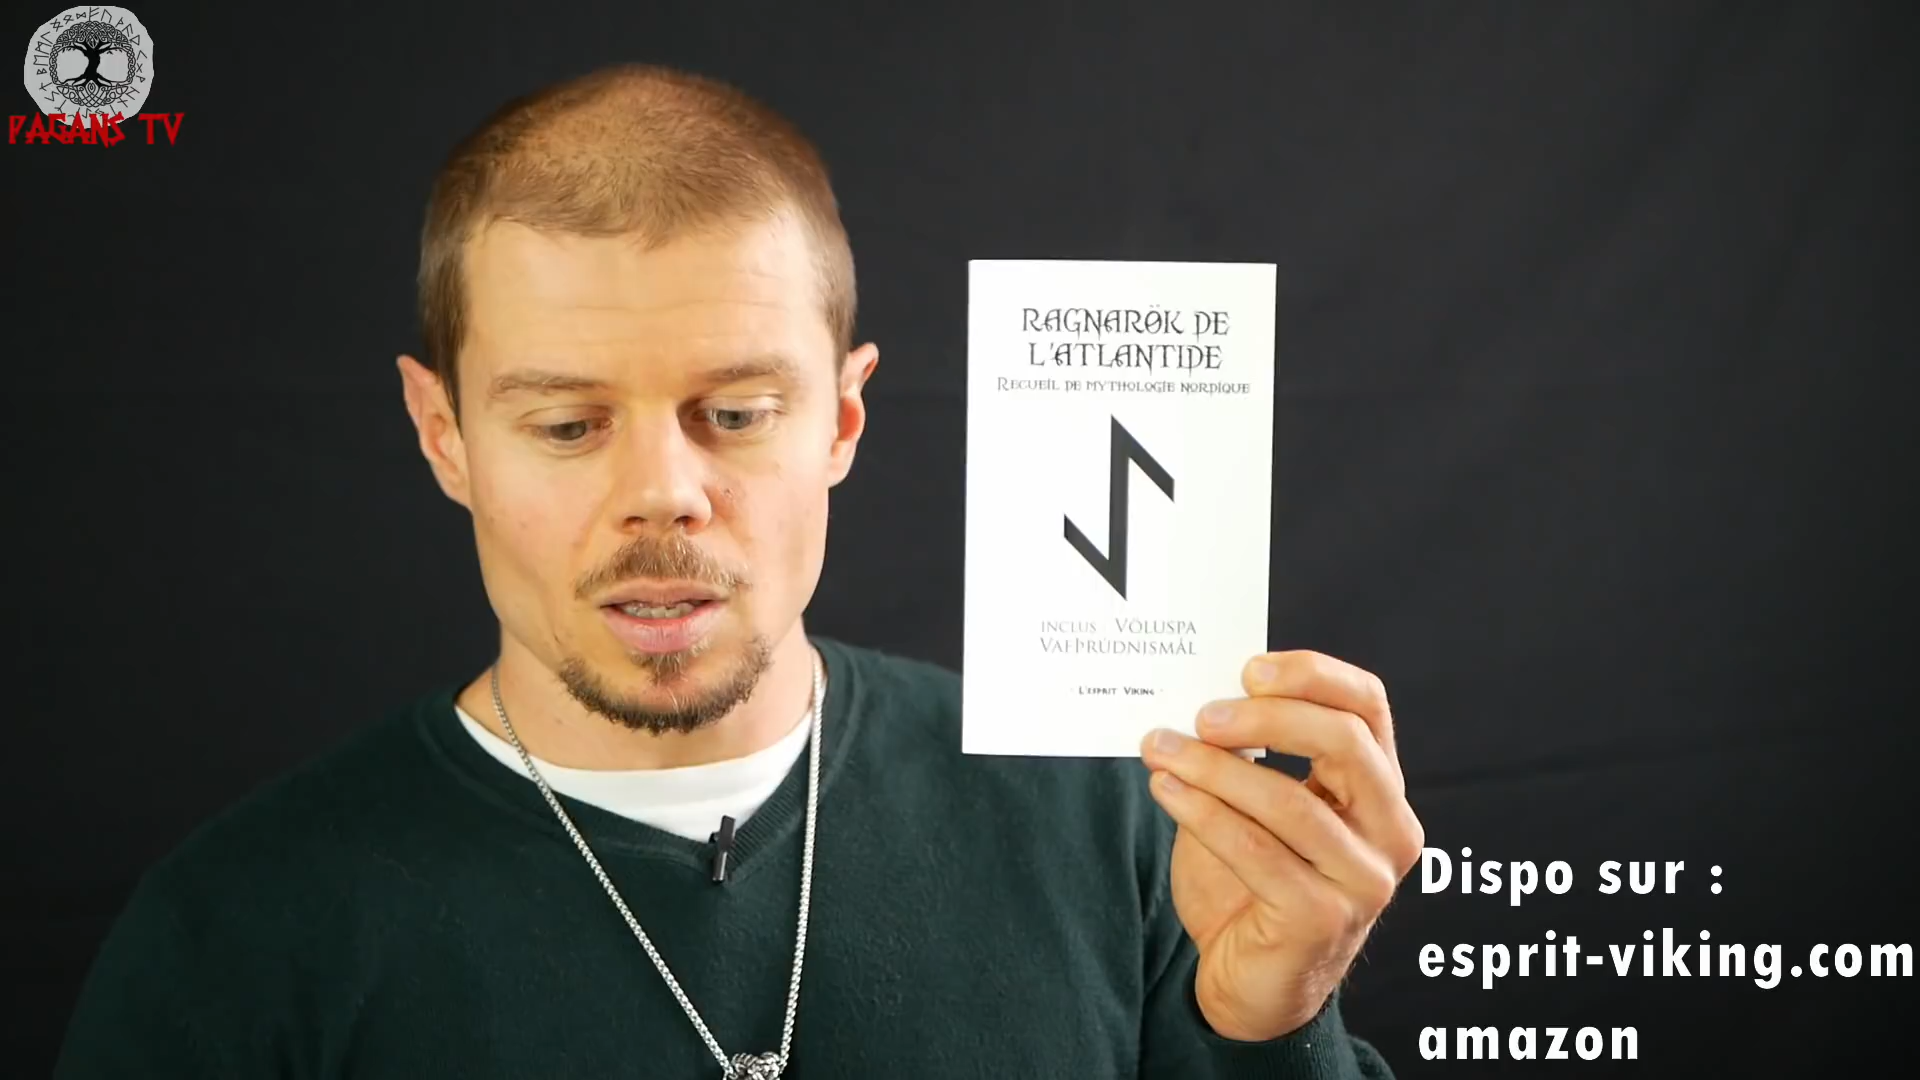 PAGANS TV
RAGNARÖK DE
L'ATLANTIDE
RECUEIL DE MYTHOLOGIE NORDIQUE
INCLUS : VÖLUSPA
VAFÞRÚDNISMÁL
- L'ESPRIT VIKING -
Dispo sur :
esprit-viking.com
amazon